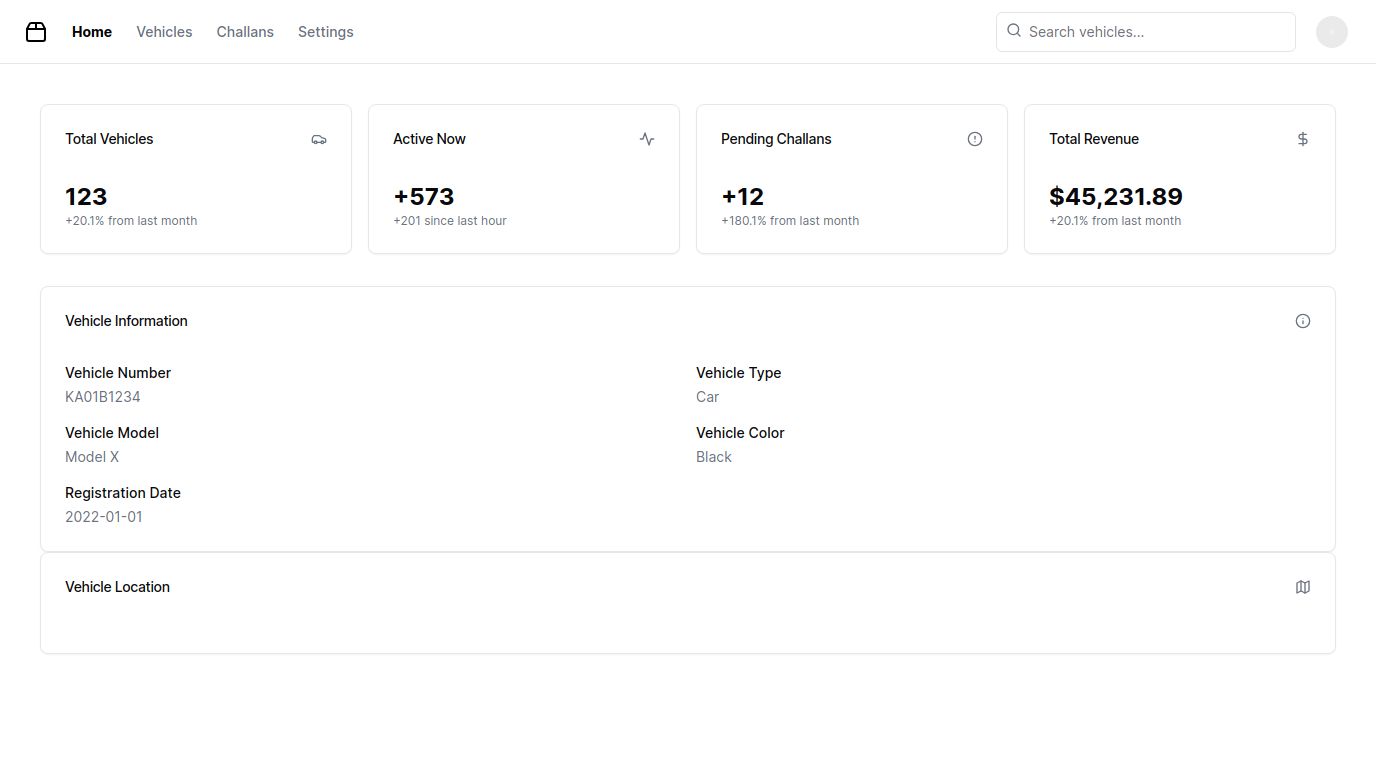 Home Vehicles Challans Settings Search vehicles...
Total Vehicles
123
+20.1% from last month
Active Now
+573
+201 since last hour
Pending Challans
+12
+180.1% from last month
Total Revenue
$45,231.89
+20.1% from last month
Vehicle Information
Vehicle Number
KA01B1234
Vehicle Type
Car
Vehicle Model
Model X
Vehicle Color
Black
Registration Date
2022-01-01
Vehicle Location